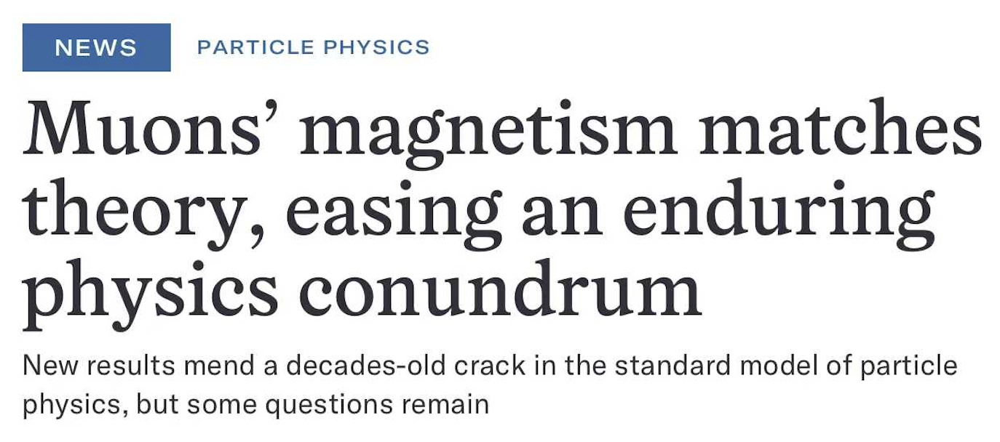 NEWS PARTICLE PHYSICS
Muons’ magnetism matches
theory, easing an enduring
physics conundrum
New results mend a decades-old crack in the standard model of particle
physics, but some questions remain